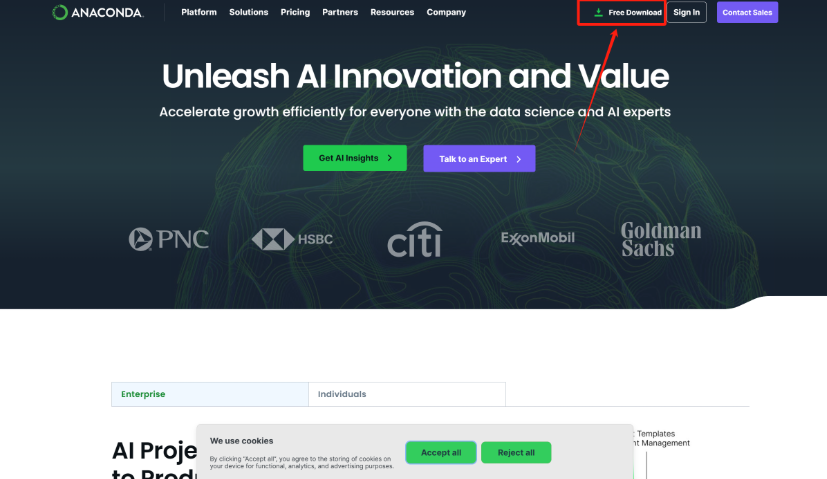 ANACONDA.
Platform Solutions Pricing Partners Resources Company
Free Download Sign In Contact Sales
Unleash AI Innovation and Value
Accelerate growth efficiently for everyone with the data science and AI experts
Get AI Insights
Talk to an Expert
PNC
HSBC
citi
ExxonMobil
Goldman
Sachs
Enterprise
Individuals
AI Proje
to Produ
t Templates
nt Management
We use cookies
By clicking "Accept all", you agree to the storing of cookies on
your device for functional, analytics, and advertising purposes.
Accept all
Reject all